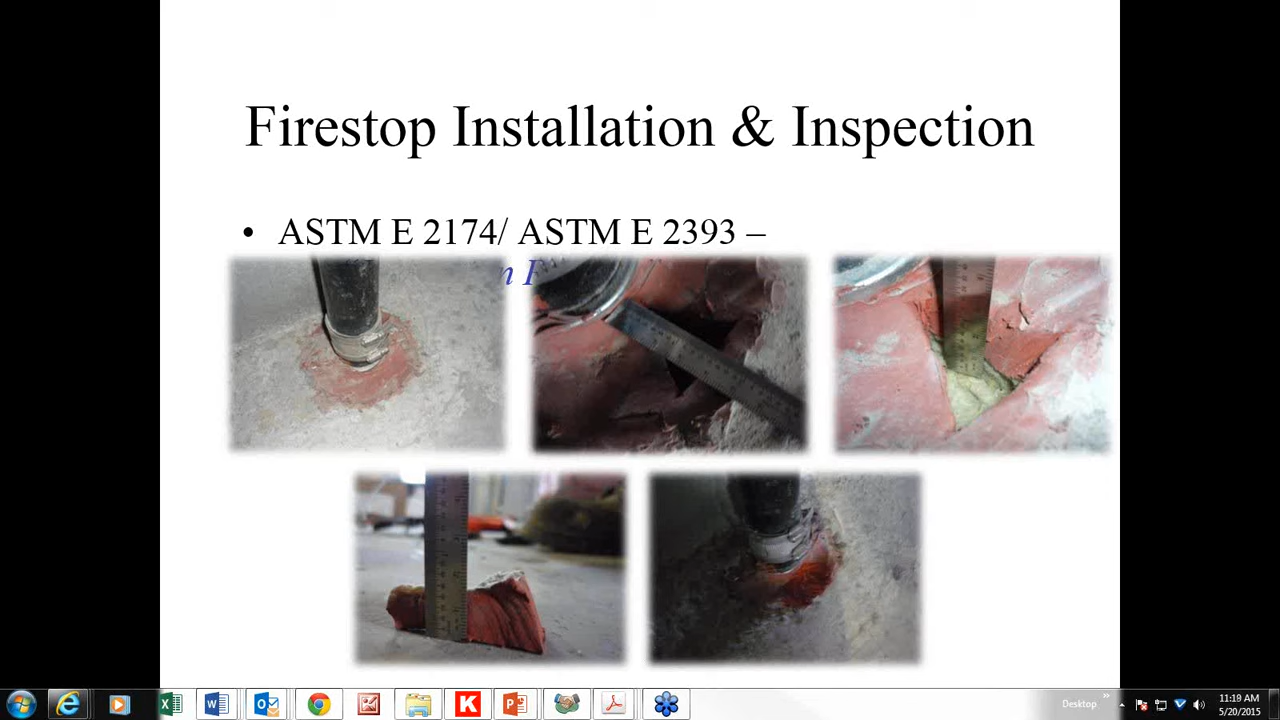 Firestop Installation & Inspection
• ASTM E 2174/ ASTM E 2393 –
Desktop
11:19 AM
5/20/2015